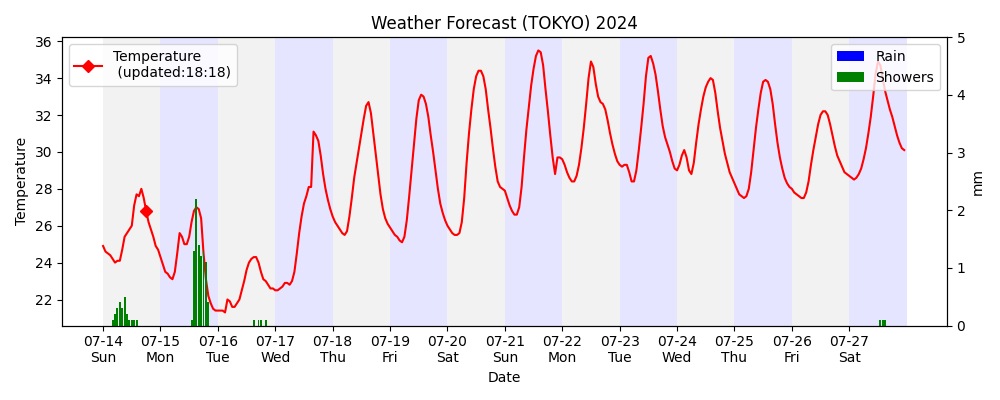 Weather Forecast (TOKYO) 2024
Temperature
(updated:18:18)
Rain
Showers
Temperature
36
34
32
30
28
26
24
22
5
4
3
2
1
0
mm
07-14 07-15 07-16 07-17 07-18 07-19 07-20 07-21 07-22 07-23 07-24 07-25 07-26 07-27
Sun Mon Tue Wed Thu Fri Sat Sun Mon Tue Wed Thu Fri Sat
Date